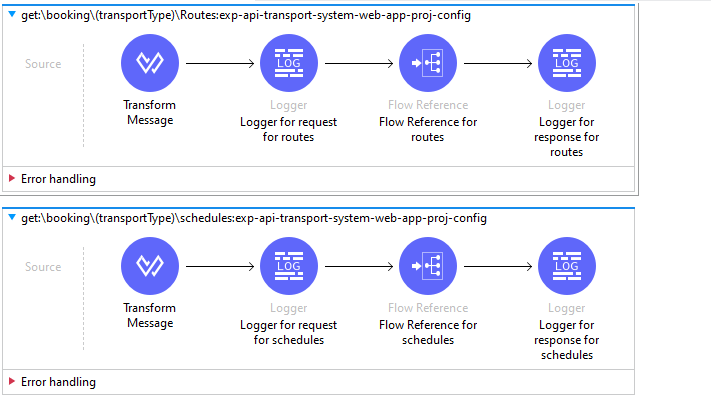 get:\booking\(transportType)\Routes:exp-api-transport-system-web-app-proj-config
Source
LOG
LOG
Transform
Message
Logger
Logger for request
for routes
Flow Reference
Flow Reference for
routes
Logger
Logger for
response for
routes
Error handling
get:\booking\(transportType)\schedules:exp-api-transport-system-web-app-proj-config
Source
LOG
LOG
Transform
Message
Logger
Logger for request
for schedules
Flow Reference
Flow Reference for
schedules
Logger
Logger for
response for
schedules
Error handling